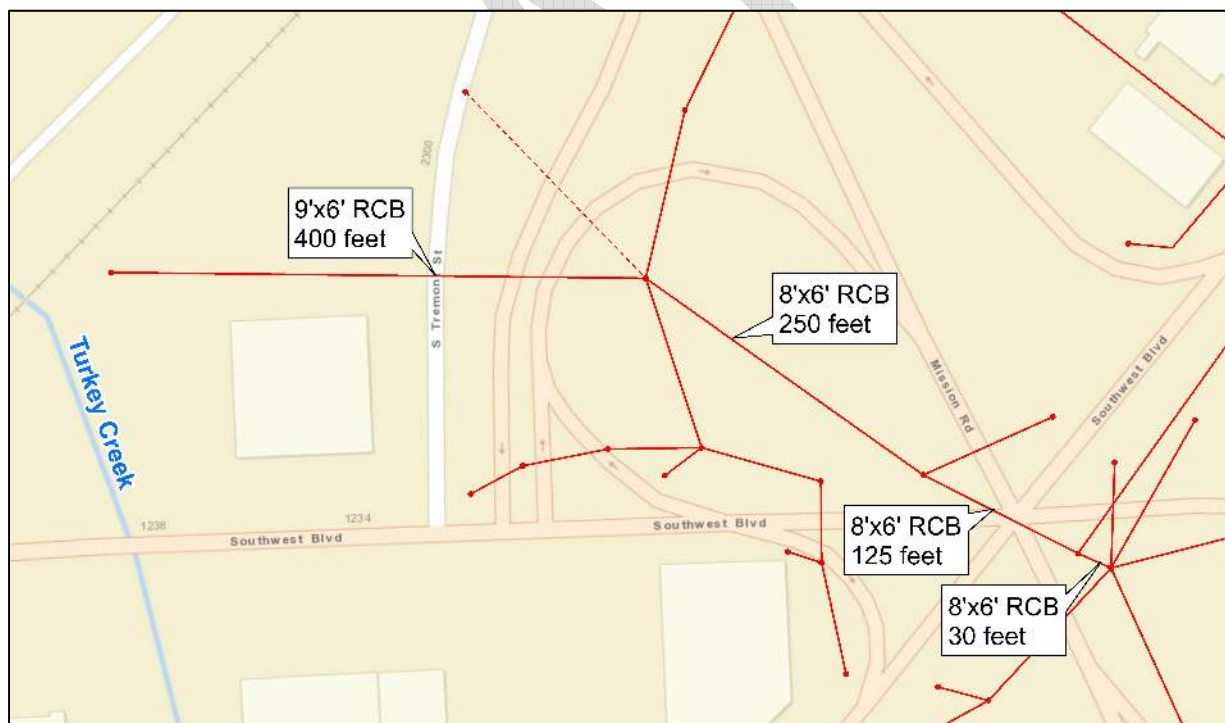 2300
9'x6' RCB
400 feet
S Tremont St
8'x6' RCB
250 feet
Turkey Creek
Mission Rd
Southwest Blvd
1238
1234
Southwest Blvd
Southwest Blvd
8'x6' RCB
125 feet
8'x6' RCB
30 feet